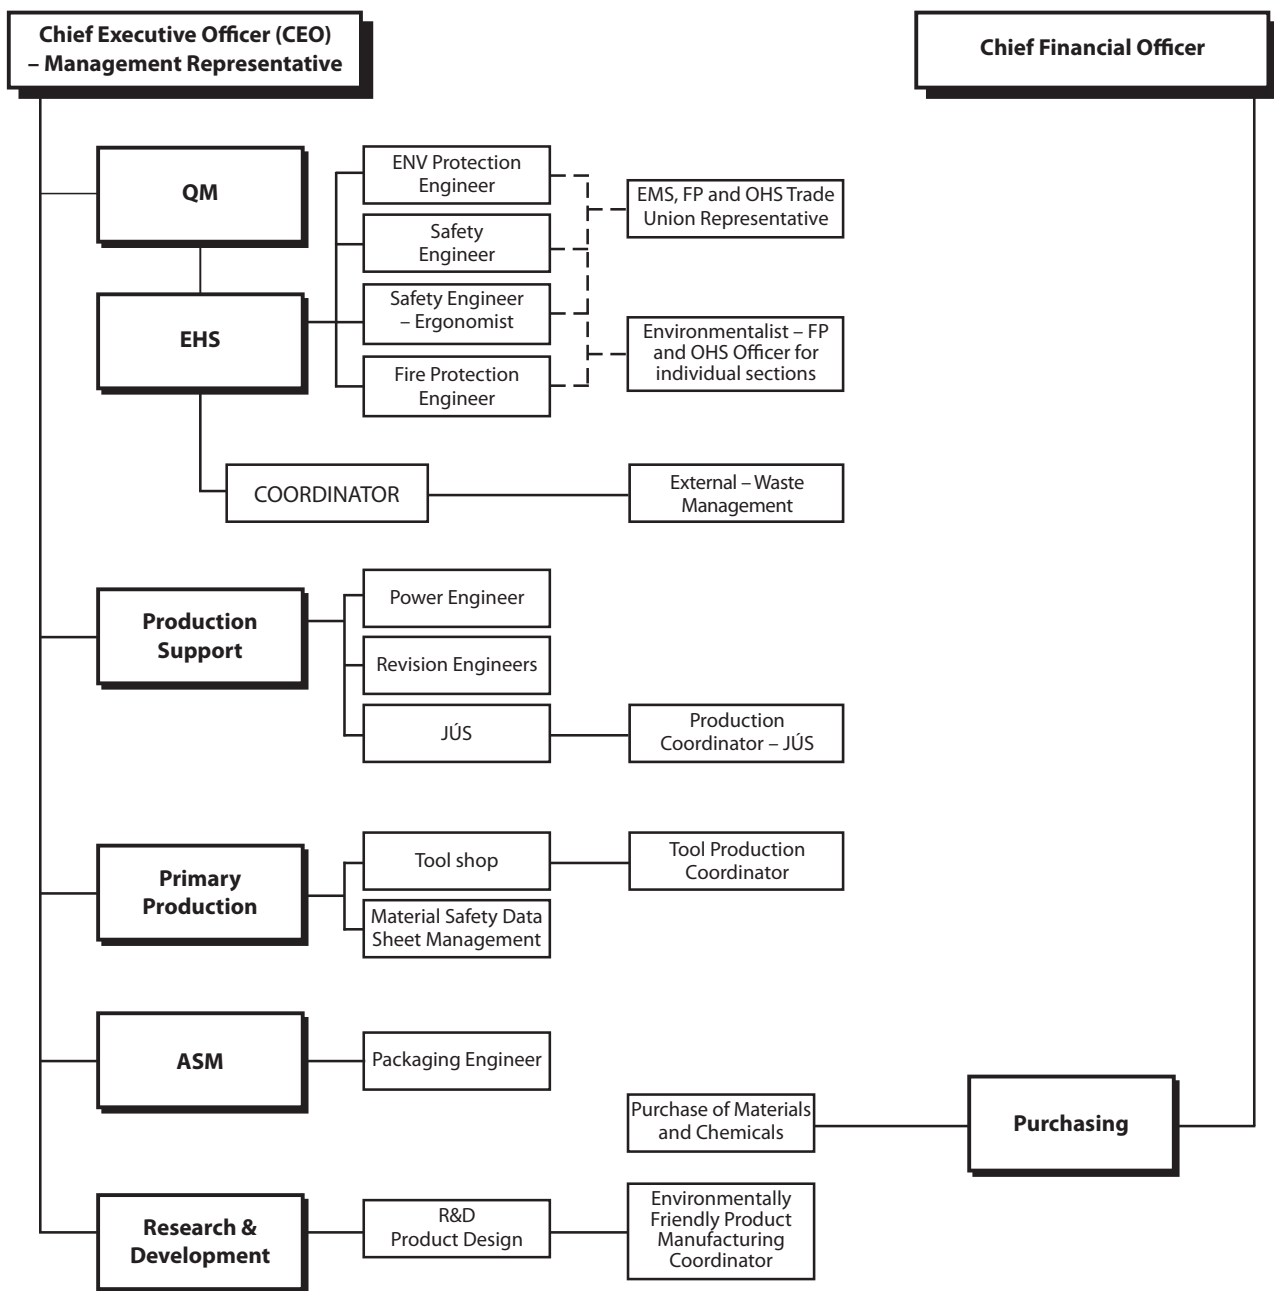 Chief Executive Officer (CEO)
– Management Representative
Chief Financial Officer
QM
ENV Protection
Engineer
Safety
Engineer
EMS, FP and OHS Trade
Union Representative
EHS
Safety Engineer
– Ergonomist
Fire Protection
Engineer
Environmentalist – FP
and OHS Officer for
individual sections
COORDINATOR
External – Waste
Management
Production
Support
Power Engineer
Revision Engineers
JÚS
Production
Coordinator – JÚS
Primary
Production
Tool shop
Tool Production
Coordinator
Material Safety Data
Sheet Management
ASM
Packaging Engineer
Purchase of Materials
and Chemicals
Purchasing
Research &
Development
R&D
Product Design
Environmentally
Friendly Product
Manufacturing
Coordinator